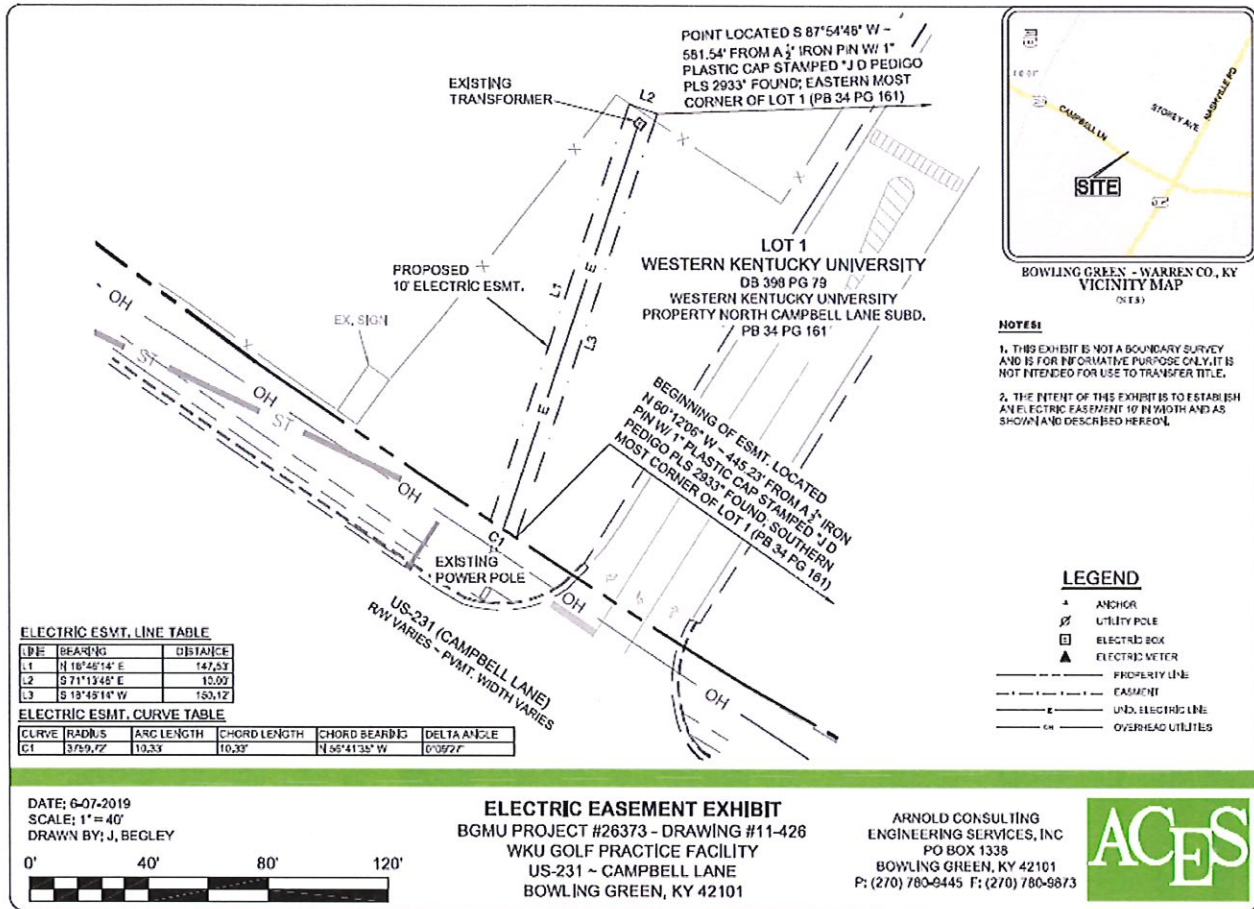 POINT LOCATED S 87°54'48" W ~
581.54' FROM A ½" IRON PIN W/ 1"
PLASTIC CAP STAMPED "J D PEDIGO
PLS 2933" FOUND; EASTERN MOST
CORNER OF LOT 1 (PB 34 PG 161)
EXISTING
TRANSFORMER
L2
X
X
X
X
X
PROPOSED
10' ELECTRIC ESMT.
L1
E
L3
E
EX. SIGN
LOT 1
WESTERN KENTUCKY UNIVERSITY
DB 398 PG 79
WESTERN KENTUCKY UNIVERSITY
PROPERTY NORTH CAMPBELL LANE SUBD.
PB 34 PG 161
BEGINNING OF ESMT. LOCATED
N 60°12'06" W ~ 445.23' FROM A ½" IRON
PIN W/ 1" PLASTIC CAP STAMPED "J D
PEDIGO PLS 2933" FOUND; SOUTHERN
MOST CORNER OF LOT 1 (PB 34 PG 161)
OH
ST
OH
ST
OH
C1
EXISTING
POWER POLE
OH
OH
US-231 (CAMPBELL LANE)
R/W VARIES ~ PVMT. WIDTH VARIES
CAMPBELL LN
STOREY AVE
NASHVILLE RD
SITE
BOWLING GREEN - WARREN CO., KY
VICINITY MAP
(N.T.S.)
NOTES:
1. THIS EXHIBIT IS NOT A BOUNDARY SURVEY
AND IS FOR INFORMATIVE PURPOSE ONLY. IT IS
NOT INTENDED FOR USE TO TRANSFER TITLE.
2. THE INTENT OF THIS EXHIBIT IS TO ESTABLISH
AN ELECTRIC EASEMENT 10' IN WIDTH AND AS
SHOWN AND DESCRIBED HEREON.
LEGEND
ANCHOR
UTILITY POLE
ELECTRIC BOX
ELECTRIC METER
PROPERTY LINE
EASMENT
E UND. ELECTRIC LINE
OH OVERHEAD UTILITIES
ELECTRIC ESMT. LINE TABLE
LINE BEARING DISTANCE
L1 N 18°46'14" E 147.53'
L2 S 71°13'46" E 10.00'
L3 S 18°46'14" W 150.12'
ELECTRIC ESMT. CURVE TABLE
CURVE RADIUS ARC LENGTH CHORD LENGTH CHORD BEARING DELTA ANGLE
C1 3759.72' 10.33' 10.33' N 56°41'35" W 0°09'27"
DATE: 6-07-2019
SCALE: 1" = 40'
DRAWN BY: J. BEGLEY
0' 40' 80' 120'
ELECTRIC EASEMENT EXHIBIT
BGMU PROJECT #26373 - DRAWING #11-426
WKU GOLF PRACTICE FACILITY
US-231 ~ CAMPBELL LANE
BOWLING GREEN, KY 42101
ARNOLD CONSULTING
ENGINEERING SERVICES, INC
PO BOX 1338
BOWLING GREEN, KY 42101
P: (270) 780-9445 F: (270) 780-9873
ACES